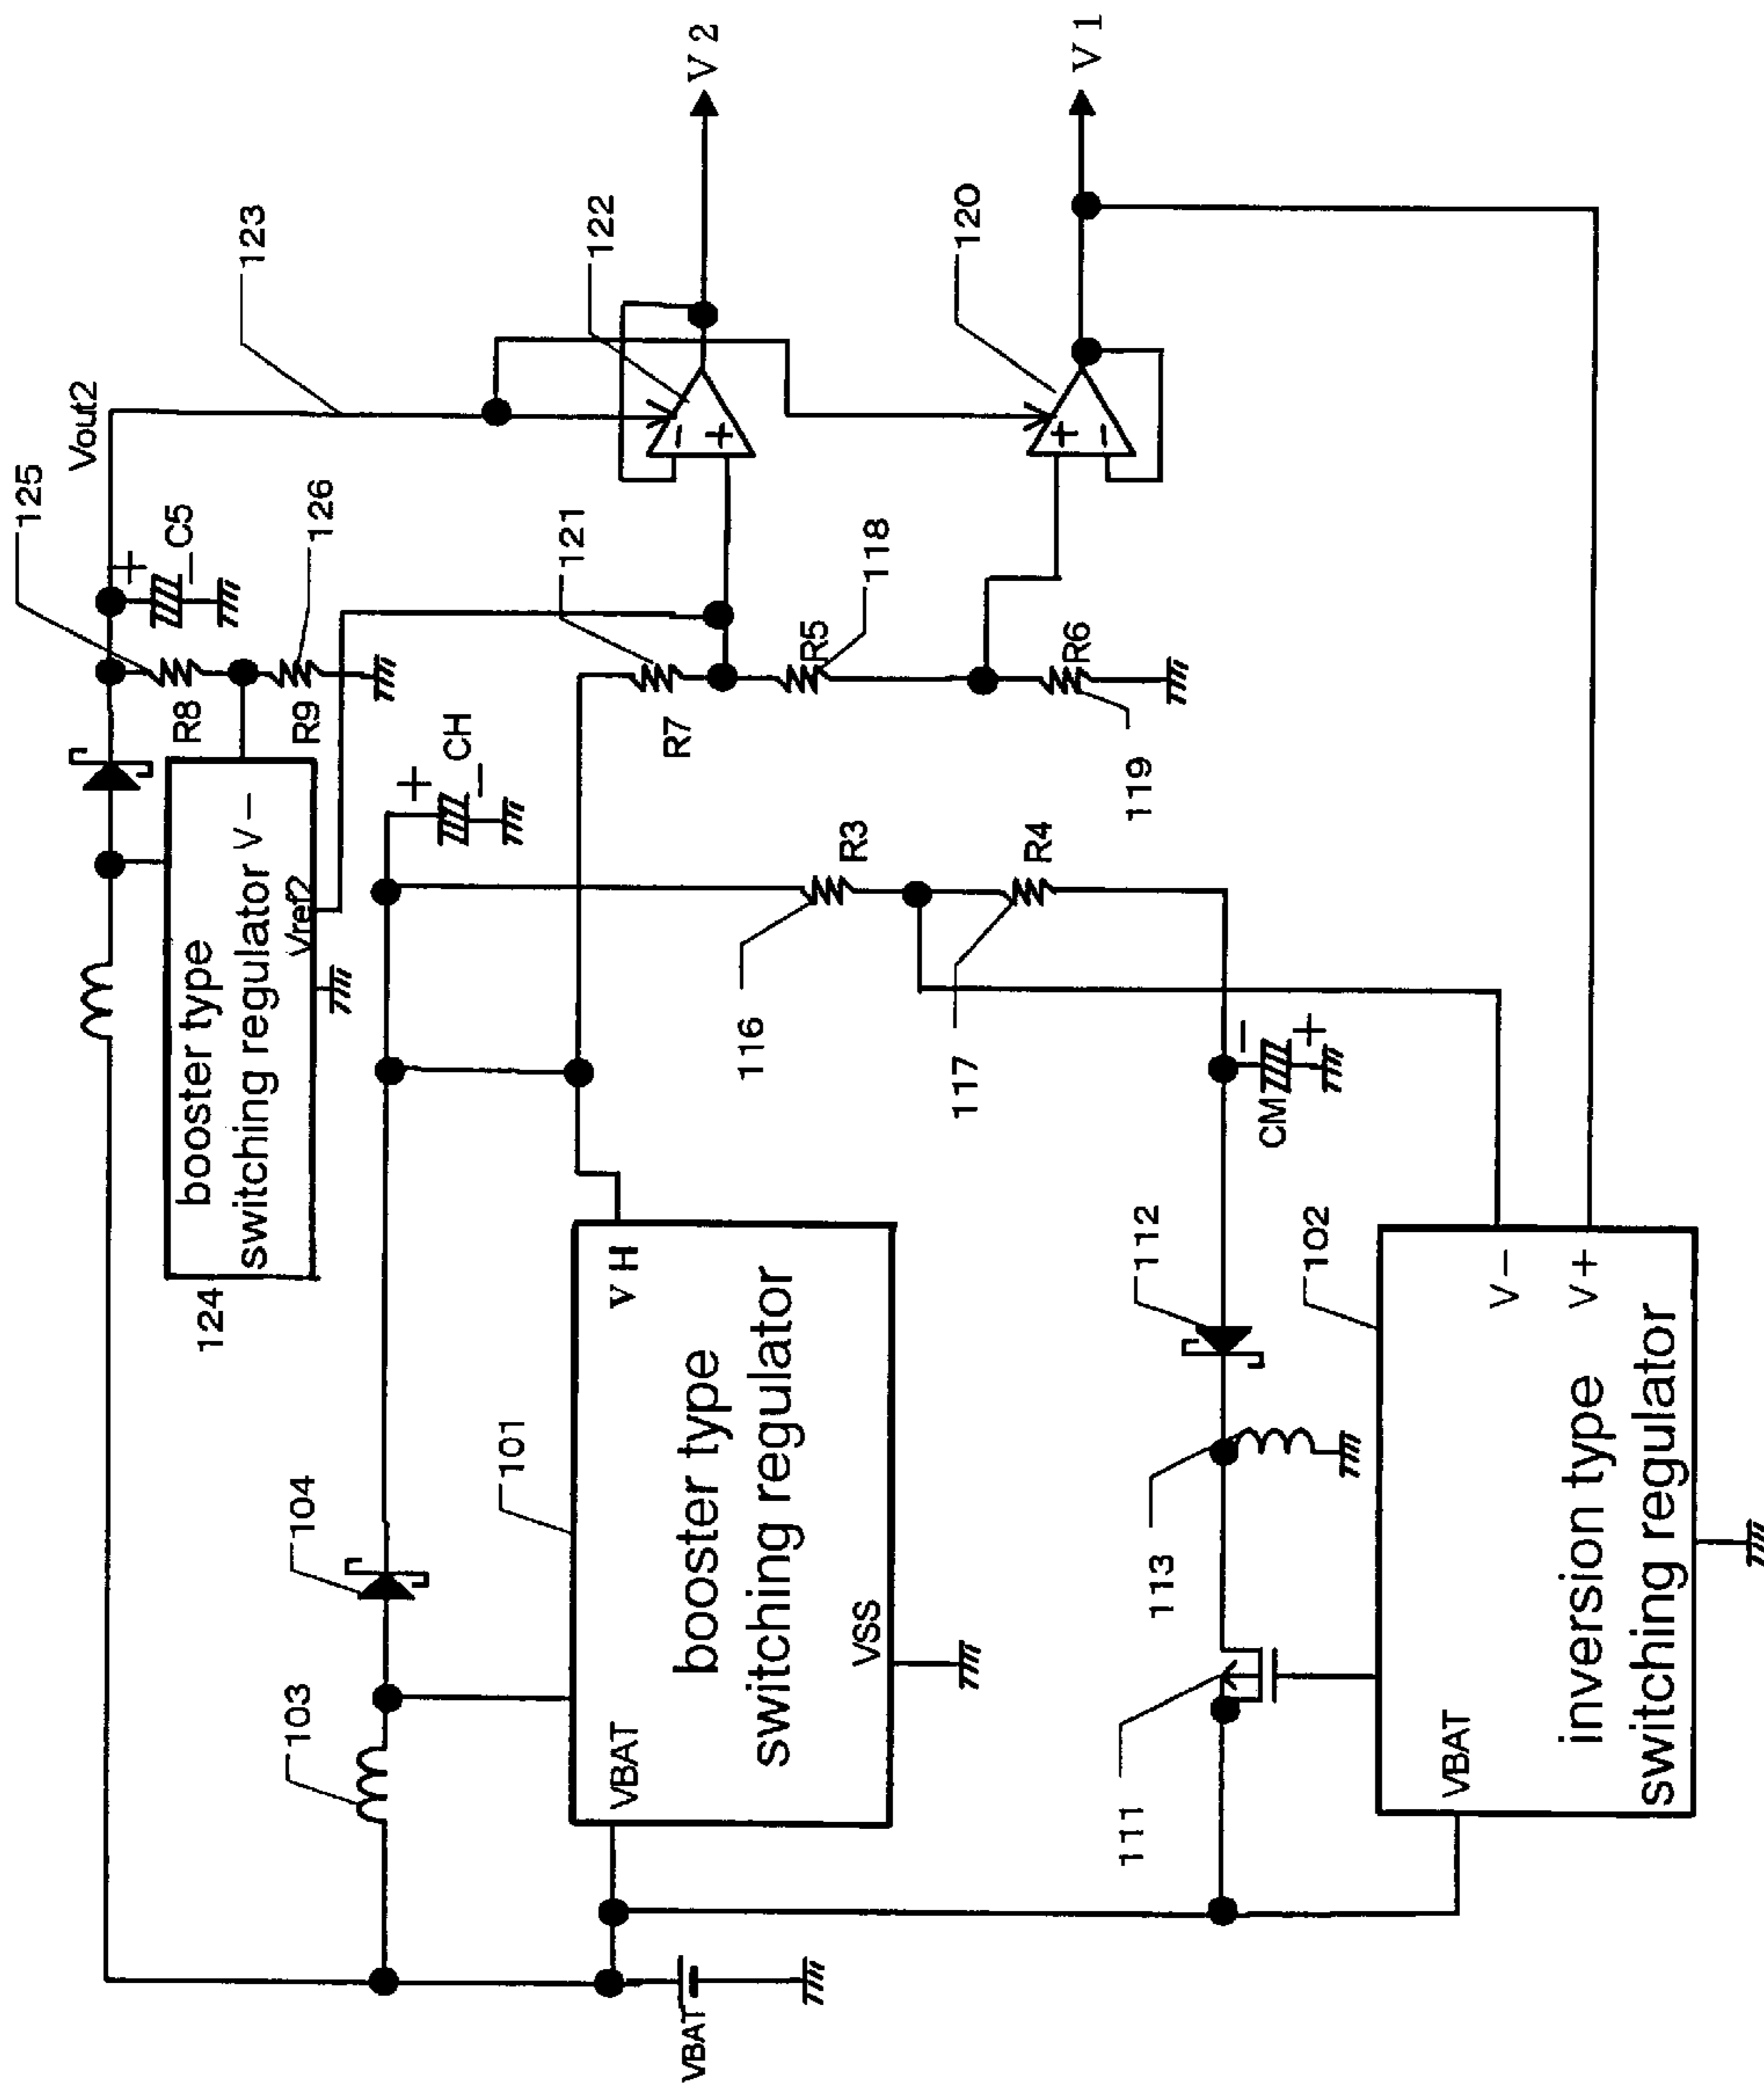 125
Vout2
123
122
V2
C5
+
−
126
R8
R9
booster type
switching regulator V−
Vref2
124
CH
+
−
121
118
R5
R7
R6
119
−
+
120
V1
+
−
104
103
101
VH
booster type
switching regulator
VBAT
VSS
VBAT
R3
R4
116
117
−
+
CM
112
113
111
102
V−
V+
inversion type
switching regulator
VBAT